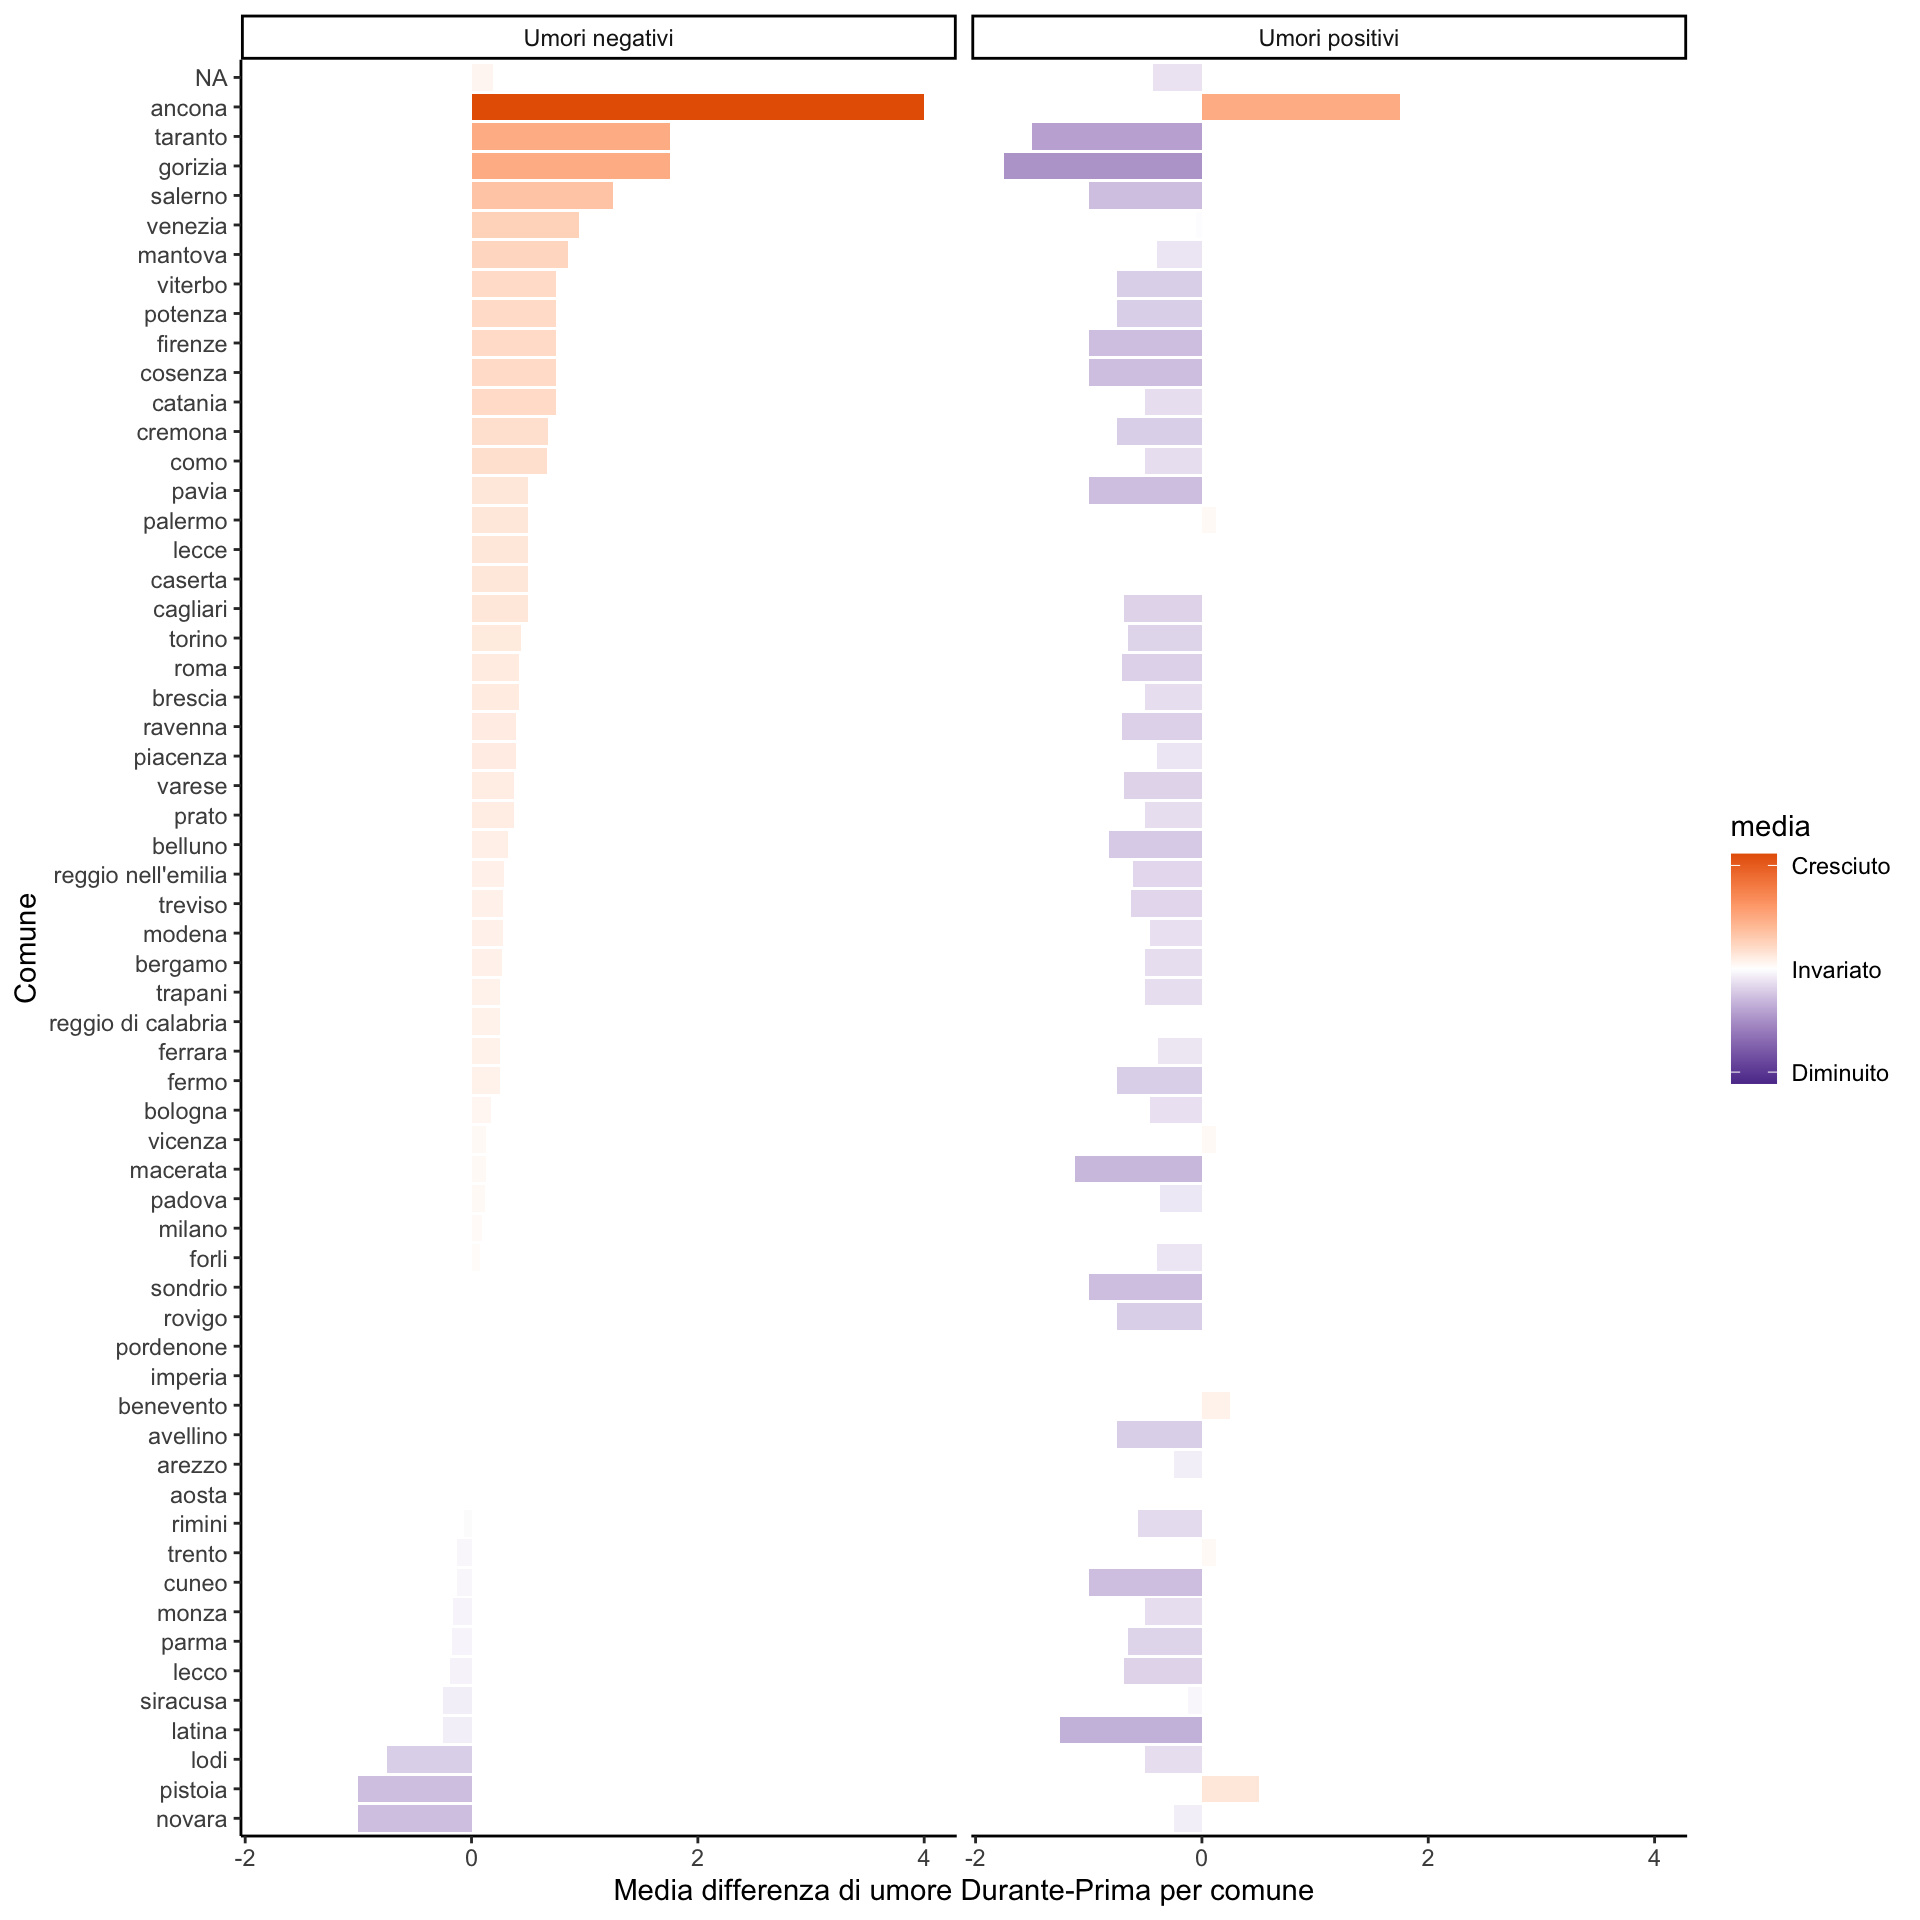 Umori negativi
Umori positivi
NA
ancona
taranto
gorizia
salerno
venezia
mantova
viterbo
potenza
firenze
cosenza
catania
cremona
como
pavia
palermo
lecce
caserta
cagliari
torino
roma
brescia
ravenna
piacenza
varese
prato
belluno
reggio nell'emilia
treviso
modena
bergamo
trapani
reggio di calabria
ferrara
fermo
bologna
vicenza
macerata
padova
milano
forli
sondrio
rovigo
pordenone
imperia
benevento
avellino
arezzo
aosta
rimini
trento
cuneo
monza
parma
lecco
siracusa
latina
lodi
pistoia
novara
Comune
-2 0 2 4
-2 0 2 4
Media differenza di umore Durante-Prima per comune
media
Cresciuto
Invariato
Diminuito